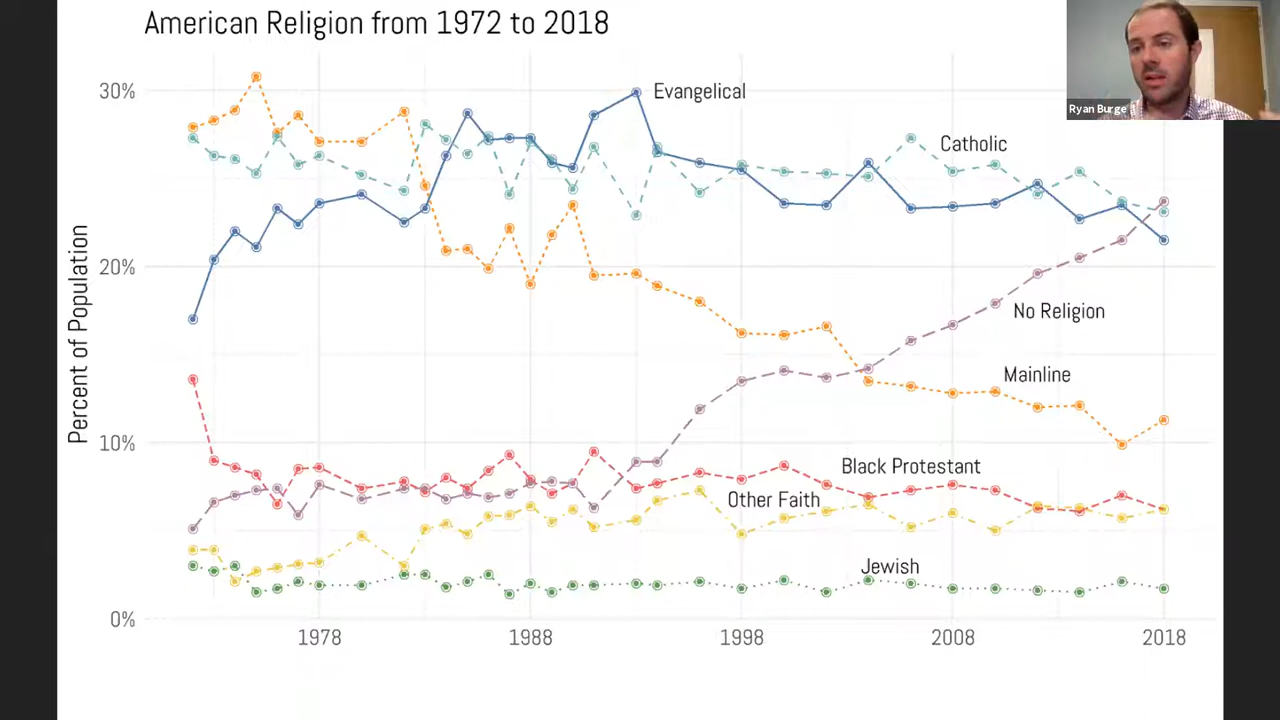 American Religion from 1972 to 2018
Ryan Burge
30%
Evangelical
Catholic
20%
No Religion
Mainline
10%
Black Protestant
Other Faith
Jewish
0%
Percent of Population
1978 1988 1998 2008 2018